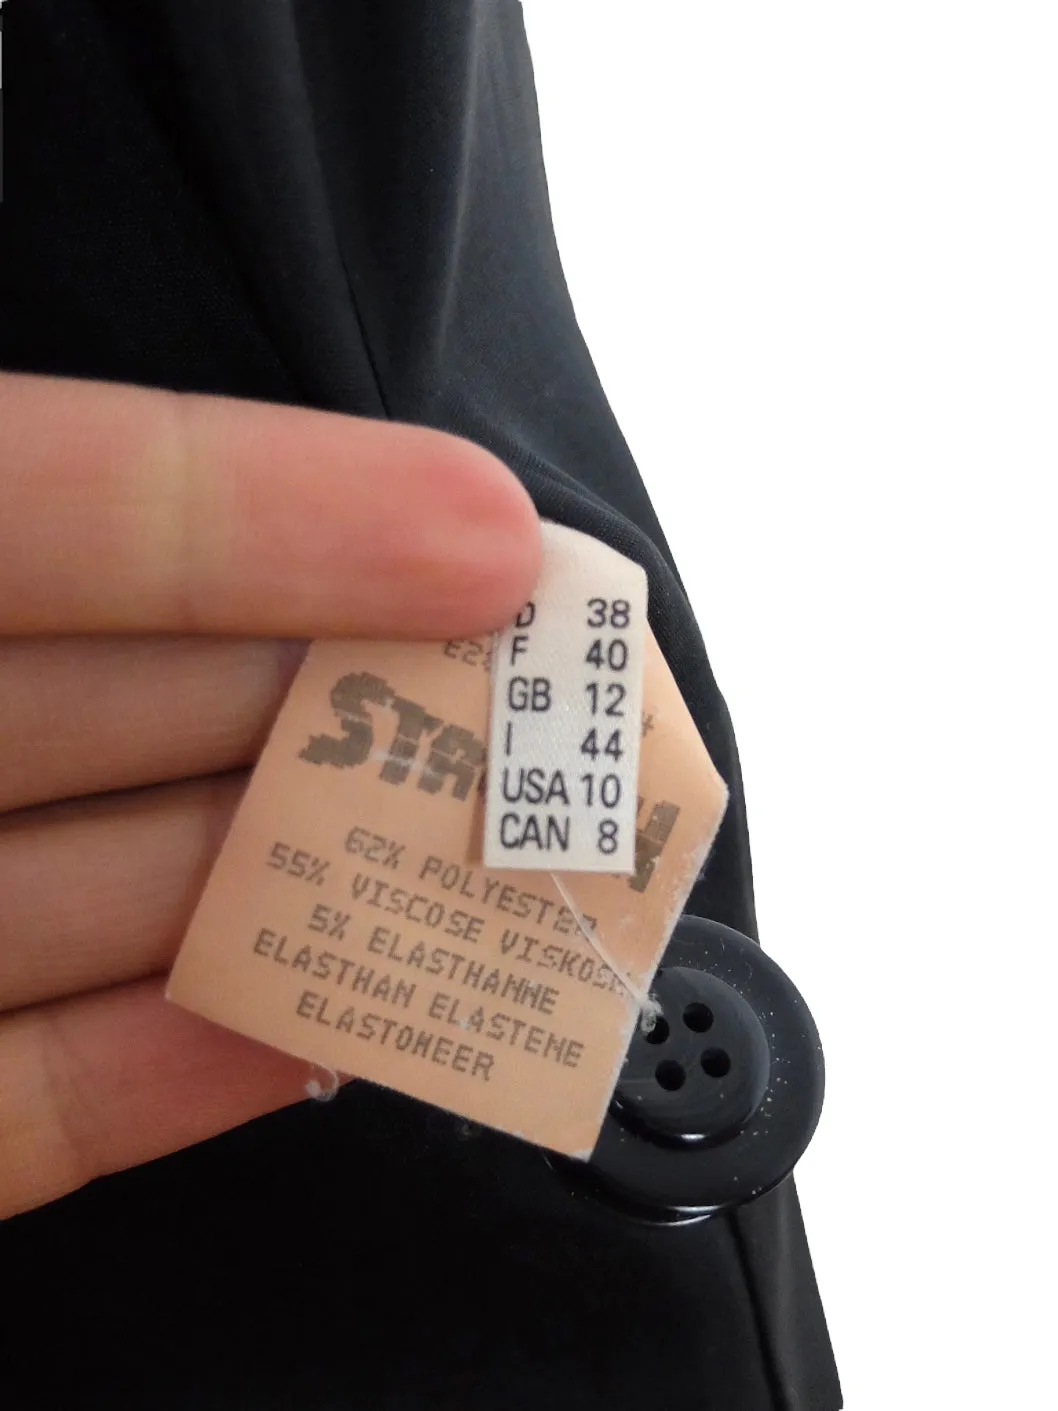 D 38
F 40
GB 12
I 44
USA 10
CAN 8
62% POLYESTER
55% VISCOSE VISKOSE
5% ELASTHANNE
ELASTHAN ELASTENE
ELASTOMEER